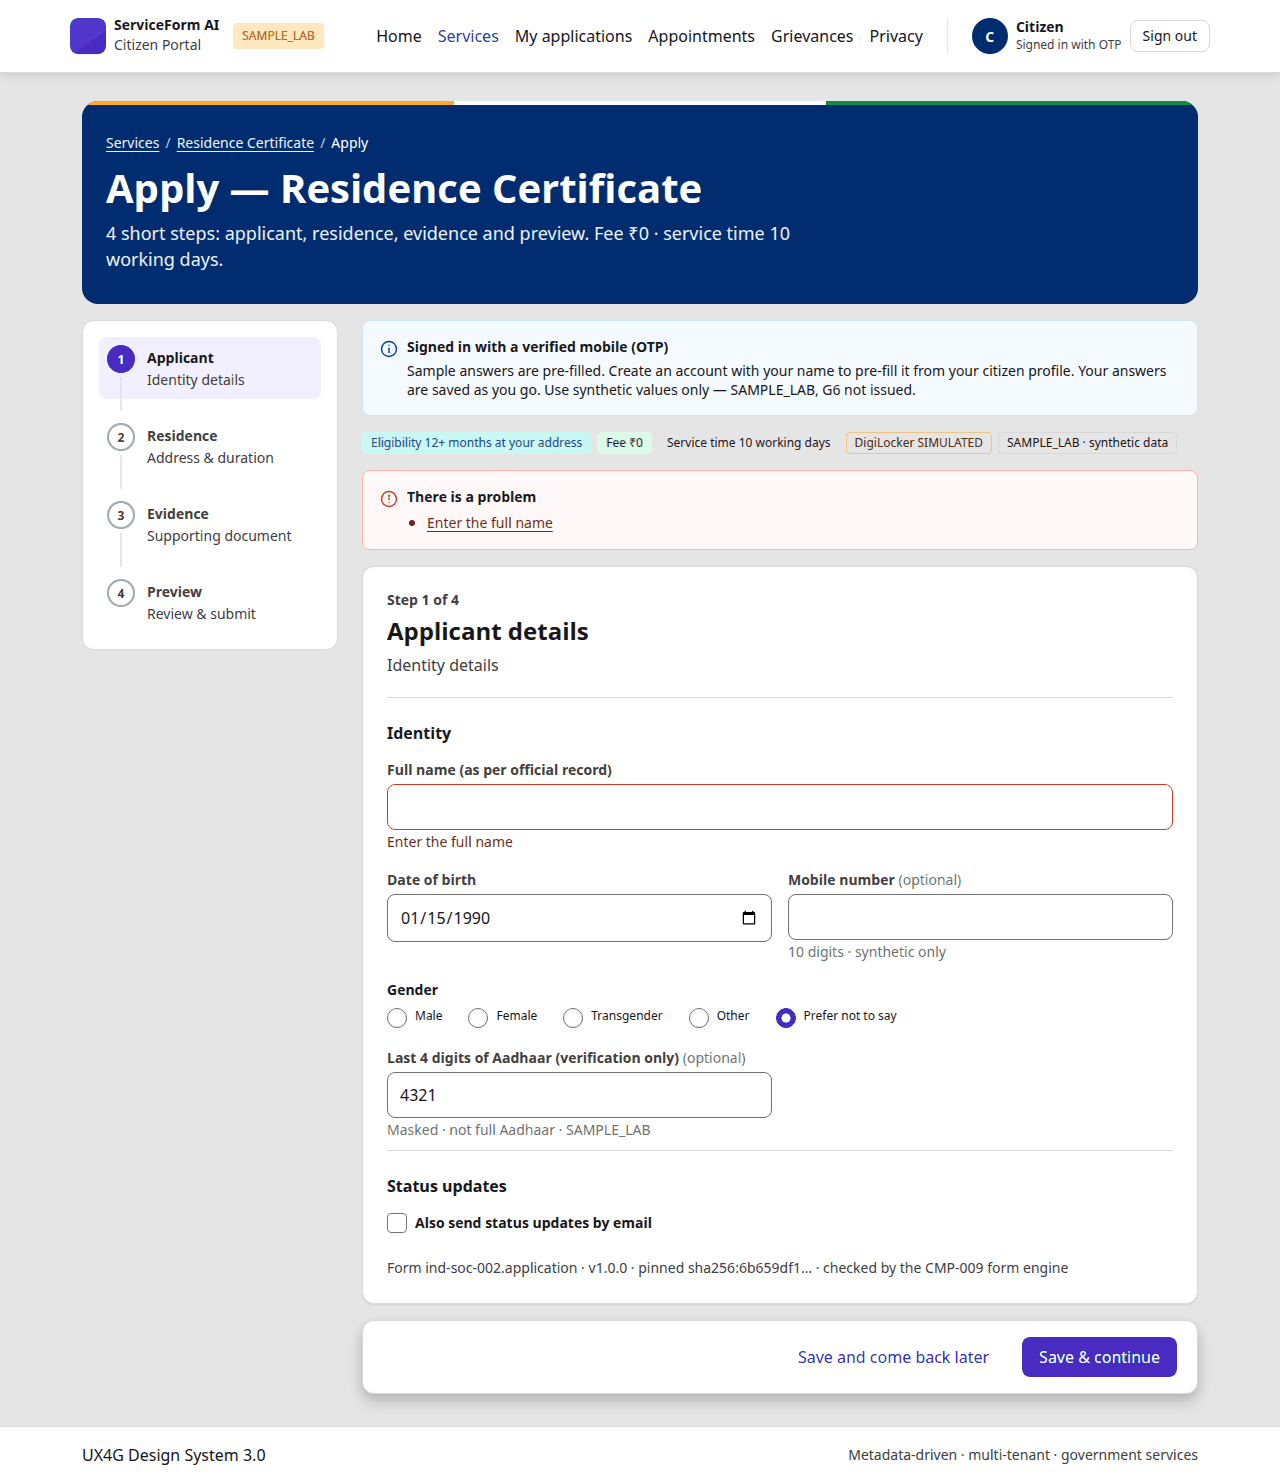 ServiceForm AI
Citizen Portal
SAMPLE_LAB
Home
Services
My applications
Appointments
Grievances
Privacy
C
Citizen
Signed in with OTP
Sign out
Services / Residence Certificate / Apply
Apply — Residence Certificate
4 short steps: applicant, residence, evidence and preview. Fee ₹0 · service time 10
working days.
1
Applicant
Identity details
2
Residence
Address & duration
3
Evidence
Supporting document
4
Preview
Review & submit
Signed in with a verified mobile (OTP)
Sample answers are pre-filled. Create an account with your name to pre-fill it from your citizen profile. Your answers
are saved as you go. Use synthetic values only — SAMPLE_LAB, G6 not issued.
Eligibility 12+ months at your address
Fee ₹0
Service time 10 working days
DigiLocker SIMULATED
SAMPLE_LAB · synthetic data
There is a problem
Enter the full name
Step 1 of 4
Applicant details
Identity details
Identity
Full name (as per official record)
Enter the full name
Date of birth
01/15/1990
Mobile number (optional)
10 digits · synthetic only
Gender
Male
Female
Transgender
Other
Prefer not to say
Last 4 digits of Aadhaar (verification only) (optional)
4321
Masked · not full Aadhaar · SAMPLE_LAB
Status updates
Also send status updates by email
Form ind-soc-002.application · v1.0.0 · pinned sha256:6b659df1… · checked by the CMP-009 form engine
Save and come back later
Save & continue
UX4G Design System 3.0
Metadata-driven · multi-tenant · government services